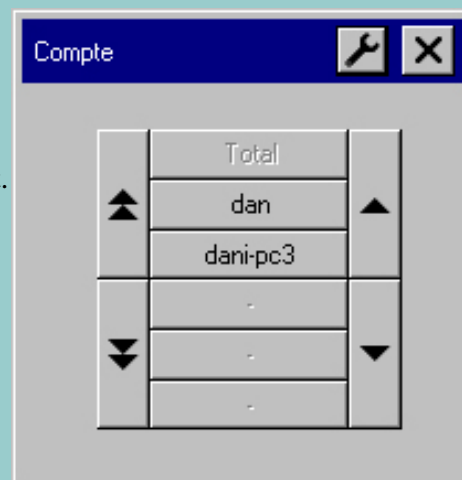 Compte
Total
dan
dani-pc3
-
-
-